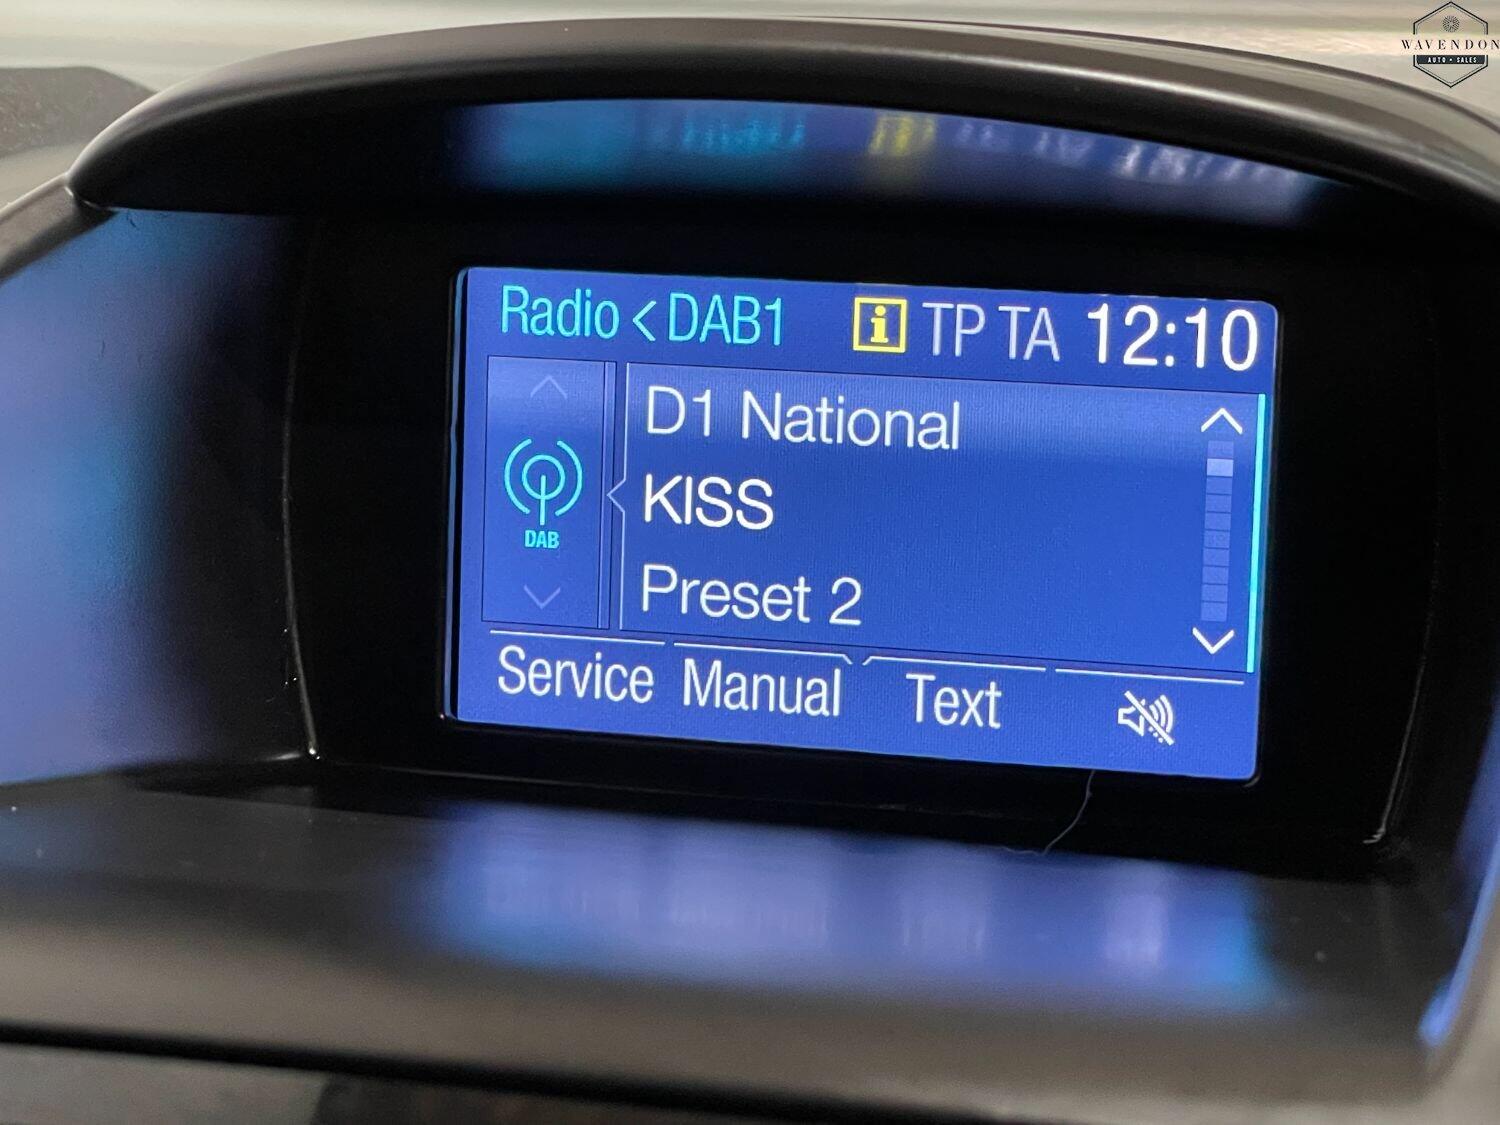 WAVENDON
AUTO • SALES
Radio < DAB1 i TP TA 12:10
D1 National
KISS
DAB
Preset 2
Service Manual Text